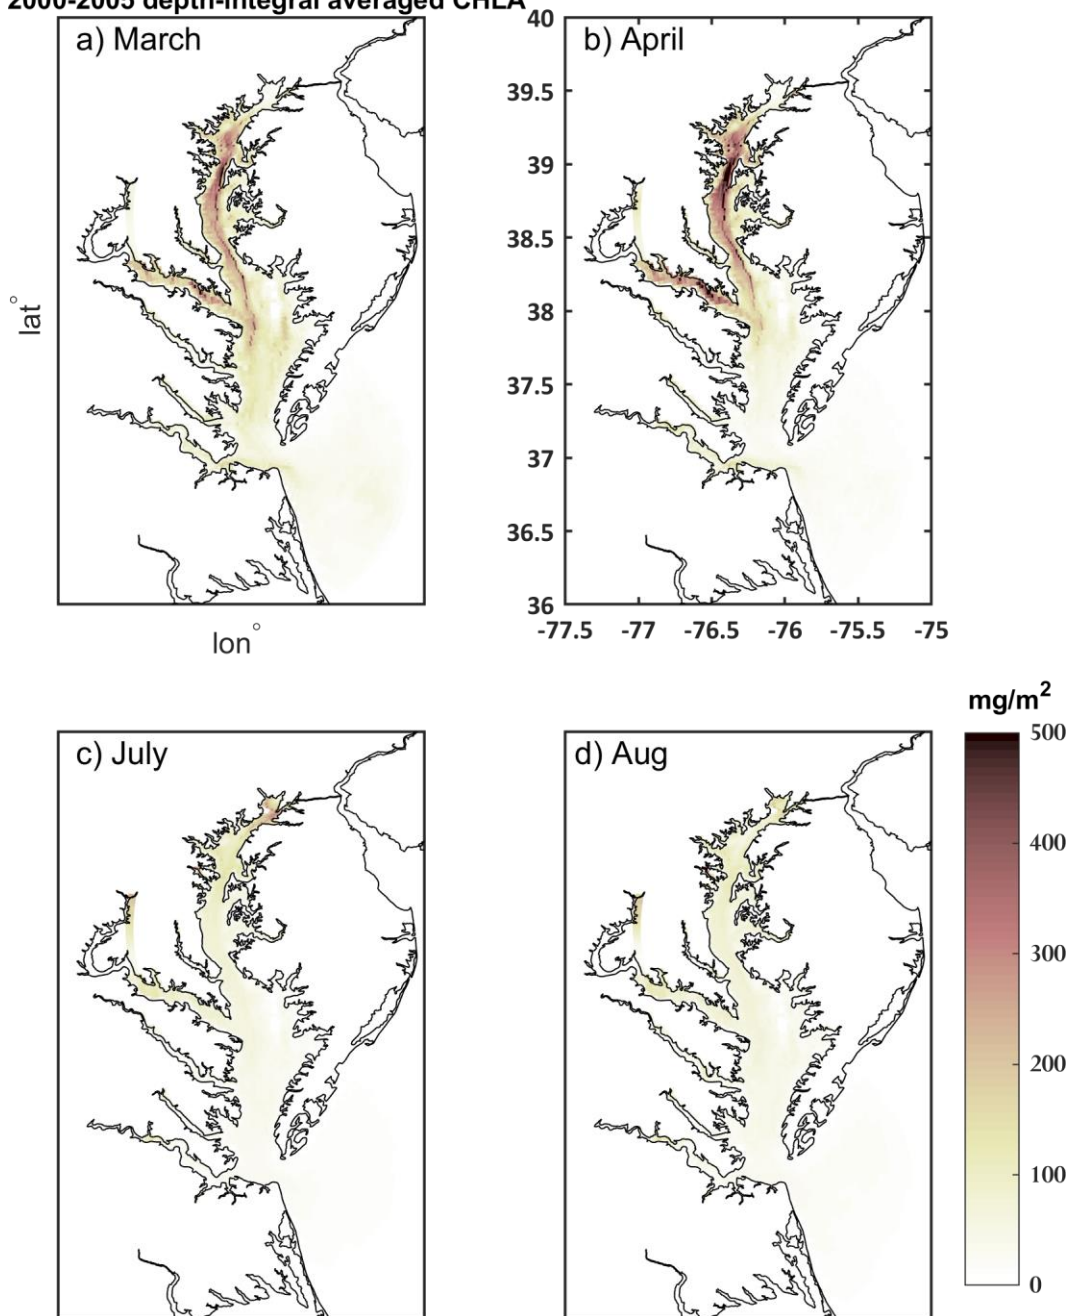 2000-2005 depth-integral averaged CHLA
a) March
b) April
40
39.5
39
38.5
38
37.5
37
36.5
36
lat°
lon°
-77.5 -77 -76.5 -76 -75.5 -75
c) July
d) Aug
mg/m²
500
400
300
200
100
0